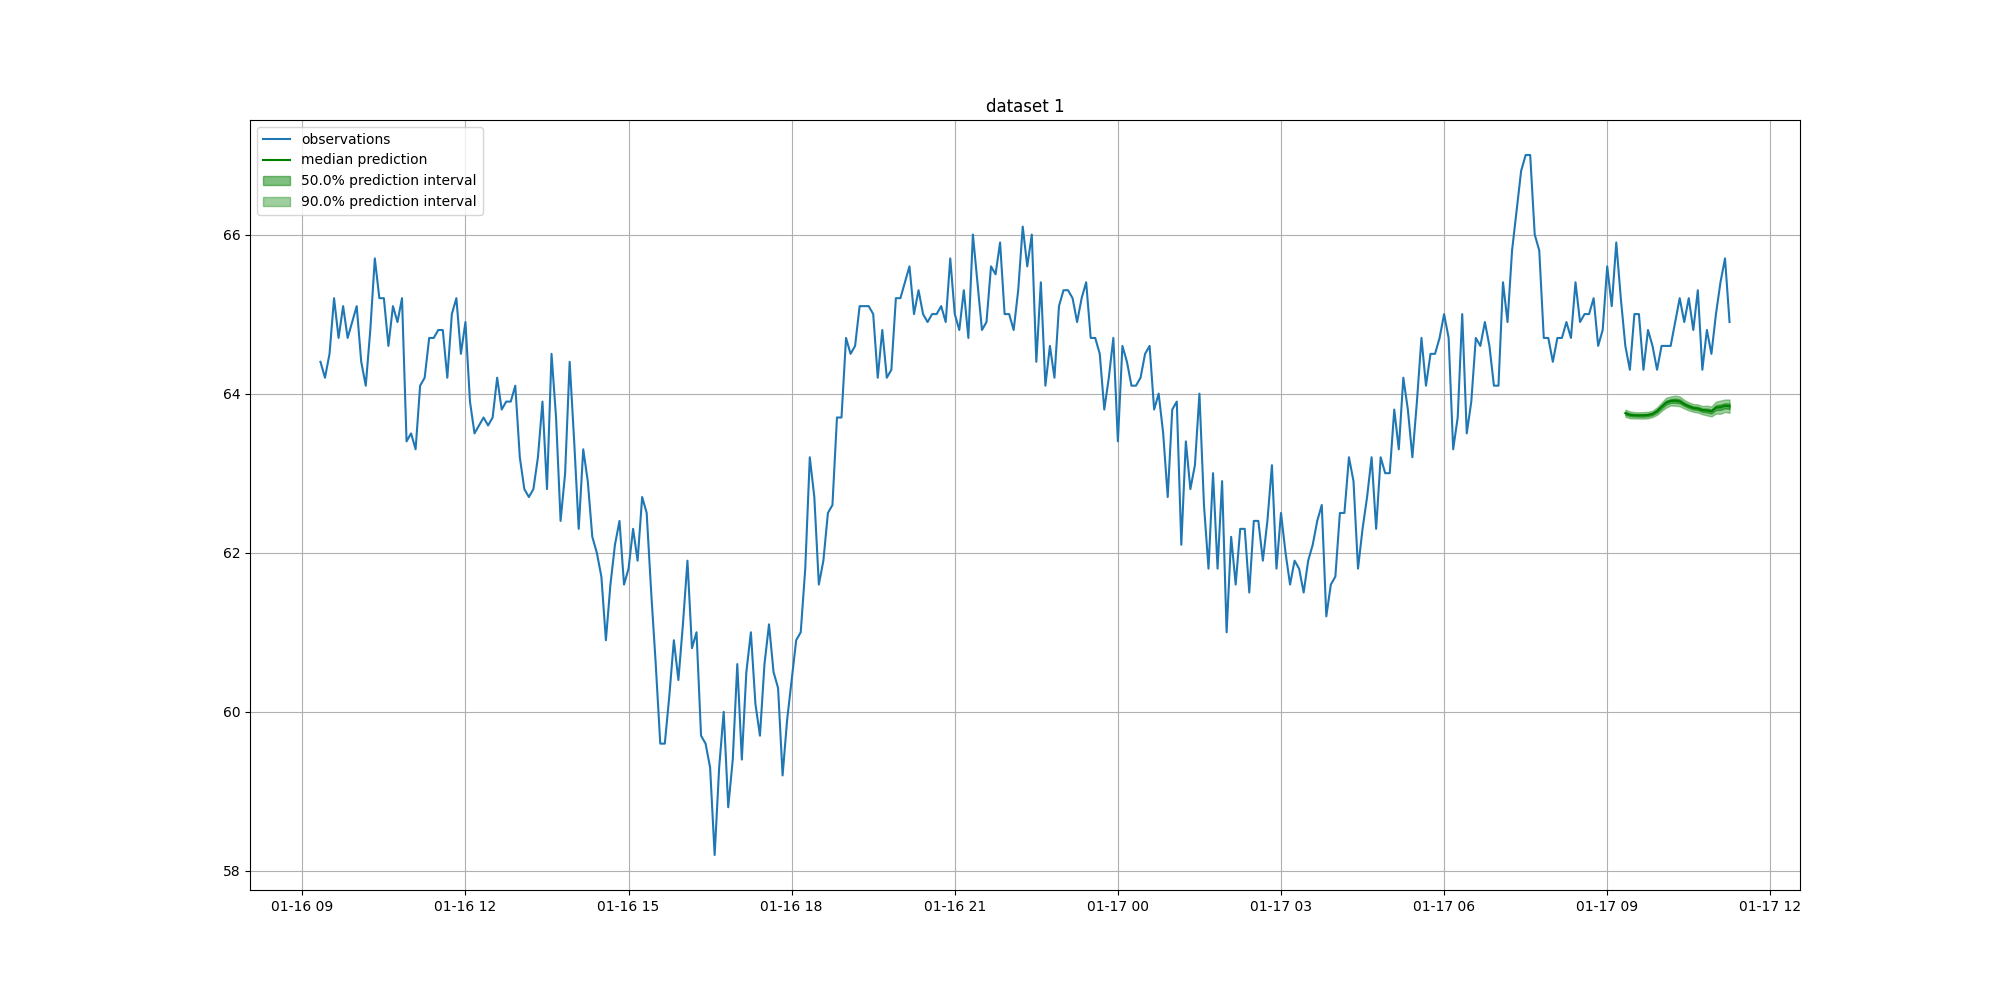 dataset 1
observations
median prediction
50.0% prediction interval
90.0% prediction interval
66
64
62
60
58
01-16 09 01-16 12 01-16 15 01-16 18 01-16 21 01-17 00 01-17 03 01-17 06 01-17 09 01-17 12